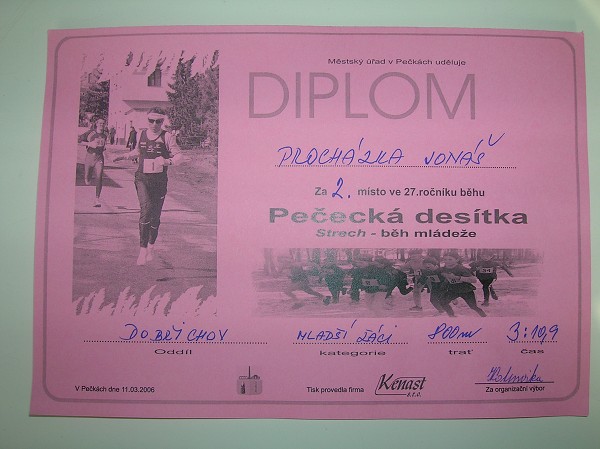 Městský úřad v Pečkách uděluje
DIPLOM
PROCHÁZKA JONÁŠ
Za 2. místo ve 27.ročníku běhu
Pečecká desítka
Strech - běh mládeže
DOBŘICHOV MLADŠÍ ŽÁCI 800m 3:10,9
Oddíl kategorie trať čas
V Pečkách dne 11.03.2006
Tisk provedla firma
Kenast
s.r.o.
Za organizační výbor